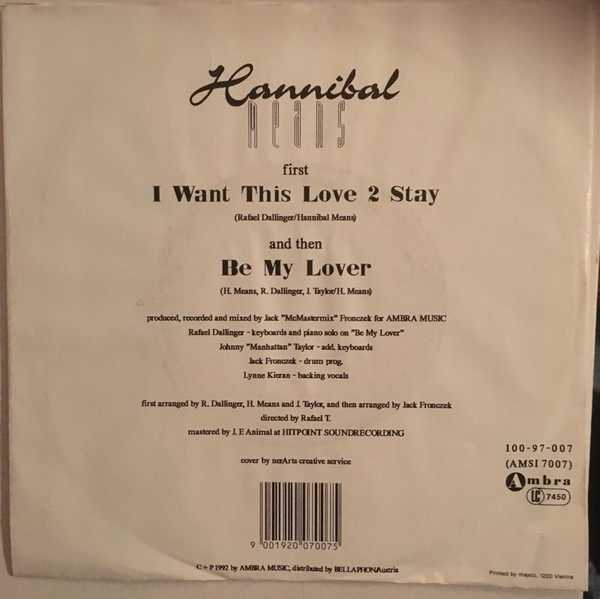 Hannibal
means
first
I Want This Love 2 Stay
(Rafael Dallinger/Hannibal Means)
and then
Be My Lover
(H. Means, R. Dallinger, J. Taylor/H. Means)
produced, recorded and mixed by Jack "McMastermix" Fronczek for AMBRA MUSIC
Rafael Dallinger - keyboards and piano solo on "Be My Lover"
Johnny "Manhattan" Taylor - add. keyboards
Jack Fronczek - drum prog.
Lynne Kieran - backing vocals
first arranged by R. Dallinger, H. Means and J. Taylor, and then arranged by Jack Fronczek
directed by Rafael T.
mastered by J. F. Animal at HITPOINT SOUNDRECORDING
cover by nerArts creative service
100-97-007
(AMSI 7007)
Ambra
LC 7450
9 001920 070075
C + P 1992 by AMBRA MUSIC, distributed by BELLAPHON/Austria
Printed by mayco, 1220 Vienna